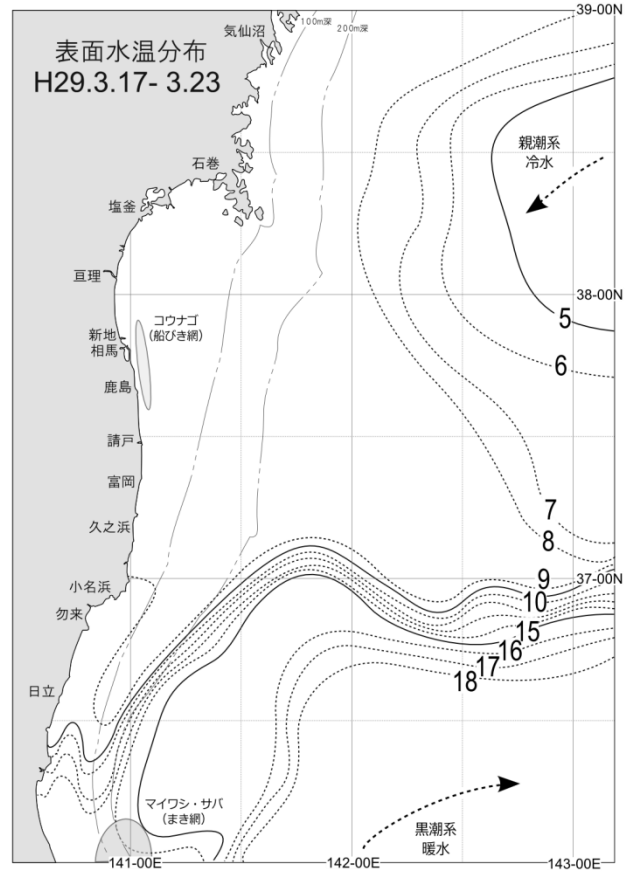 39-00N
気仙沼
100m深
200m深
表面水温分布
H29.3.17- 3.23
親潮系
冷水
石巻
塩釜
亘理
38-00N
コウナゴ
(船びき網)
5
新地
相馬
6
鹿島
請戸
富岡
7
久之浜
8
小名浜
37-00N
9
10
勿来
15
16
17
18
日立
マイワシ・サバ
(まき網)
黒潮系
暖水
141-00E
142-00E
143-00E